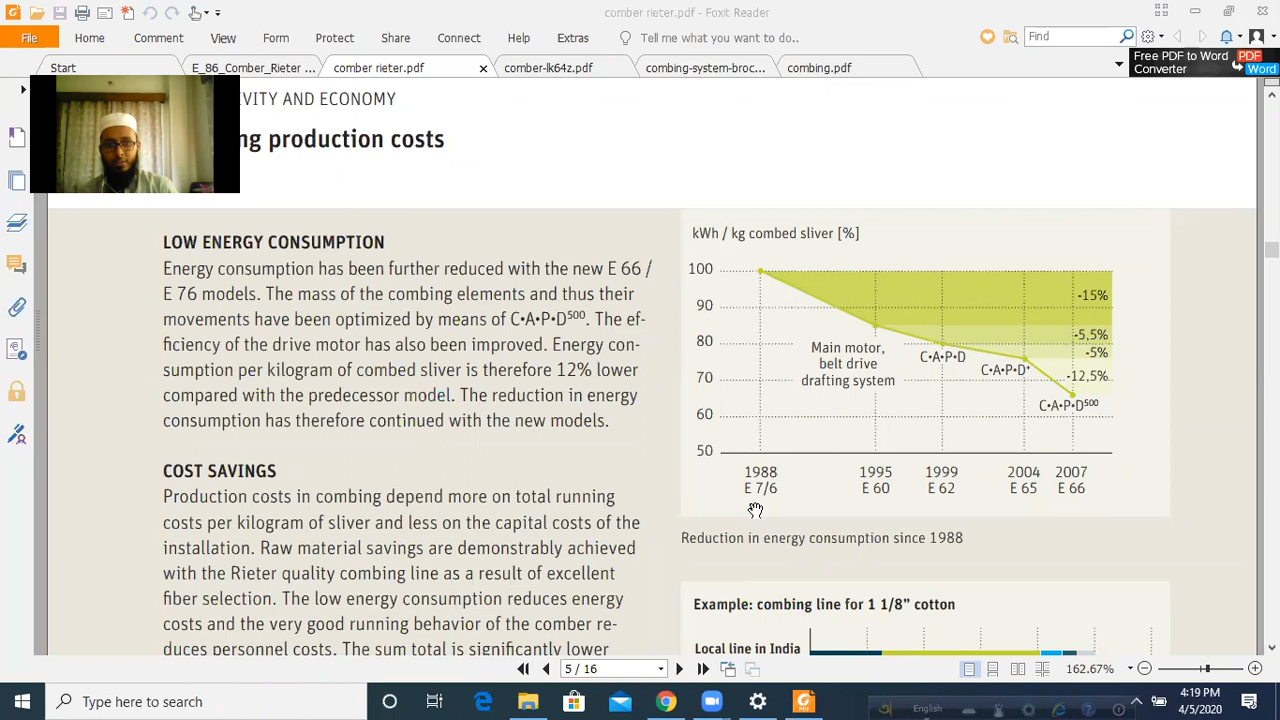 comber rieter.pdf - Foxit Reader
File
Home
Comment
View
Form
Protect
Share
Connect
Help
Extras
Tell me what you want to do..
Find
Start
E_86_Comber_Rieter ...
comber rieter.pdf
comber-lk64z.pdf
combing-system-broc...
combing.pdf
Free PDF to Word
Converter
PDF
Word
IVITY AND ECONOMY
ng production costs
LOW ENERGY CONSUMPTION
Energy consumption has been further reduced with the new E 66 /
E 76 models. The mass of the combing elements and thus their
movements have been optimized by means of C•A•P•D500. The ef-
ficiency of the drive motor has also been improved. Energy con-
sumption per kilogram of combed sliver is therefore 12% lower
compared with the predecessor model. The reduction in energy
consumption has therefore continued with the new models.
COST SAVINGS
Production costs in combing depend more on total running
costs per kilogram of sliver and less on the capital costs of the
installation. Raw material savings are demonstrably achieved
with the Rieter quality combing line as a result of excellent
fiber selection. The low energy consumption reduces energy
costs and the very good running behavior of the comber re-
duces personnel costs. The sum total is significantly lower
kWh / kg combed sliver [%]
100
90
80
70
60
50
-15%
-5,5%
-5%
-12,5%
Main motor,
belt drive
drafting system
C•A•P•D
C•A•P•D+
C•A•P•D500
1988
E 7/6
1995
E 60
1999
E 62
2004
E 65
2007
E 66
Reduction in energy consumption since 1988
Example: combing line for 1 1/8” cotton
Local line in India
5 / 16
162.67%
Type here to search
English
4:19 PM
4/5/2020